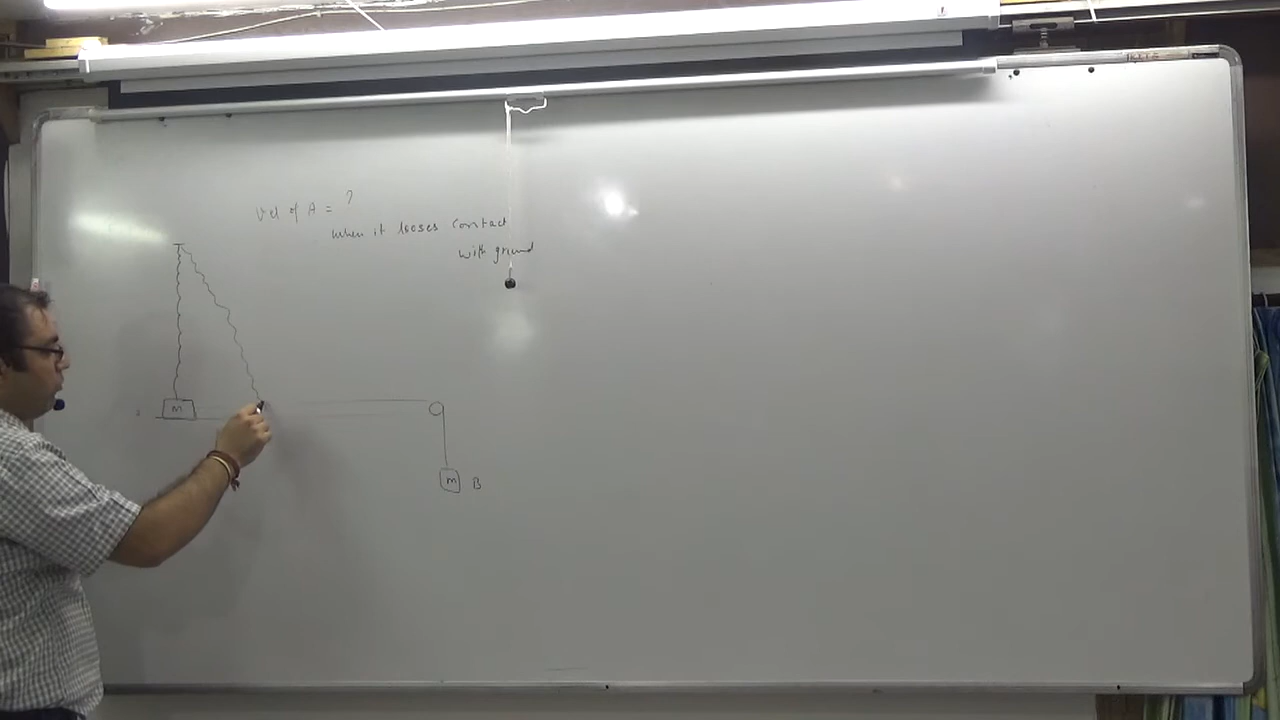 Vel of A = ?
when it looses contact
with ground
m
m B